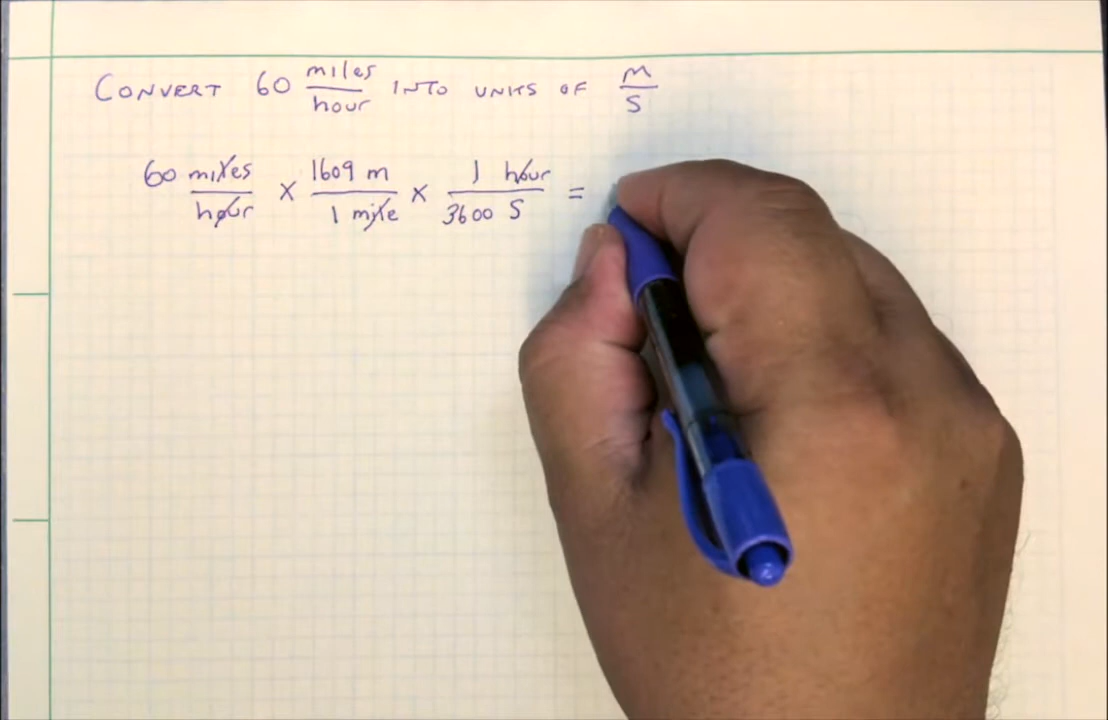 CONVERT 60 miles/hour INTO UNITS OF m/s
60 miles/hour × 1609 m/1 mile × 1 hour/3600 s =